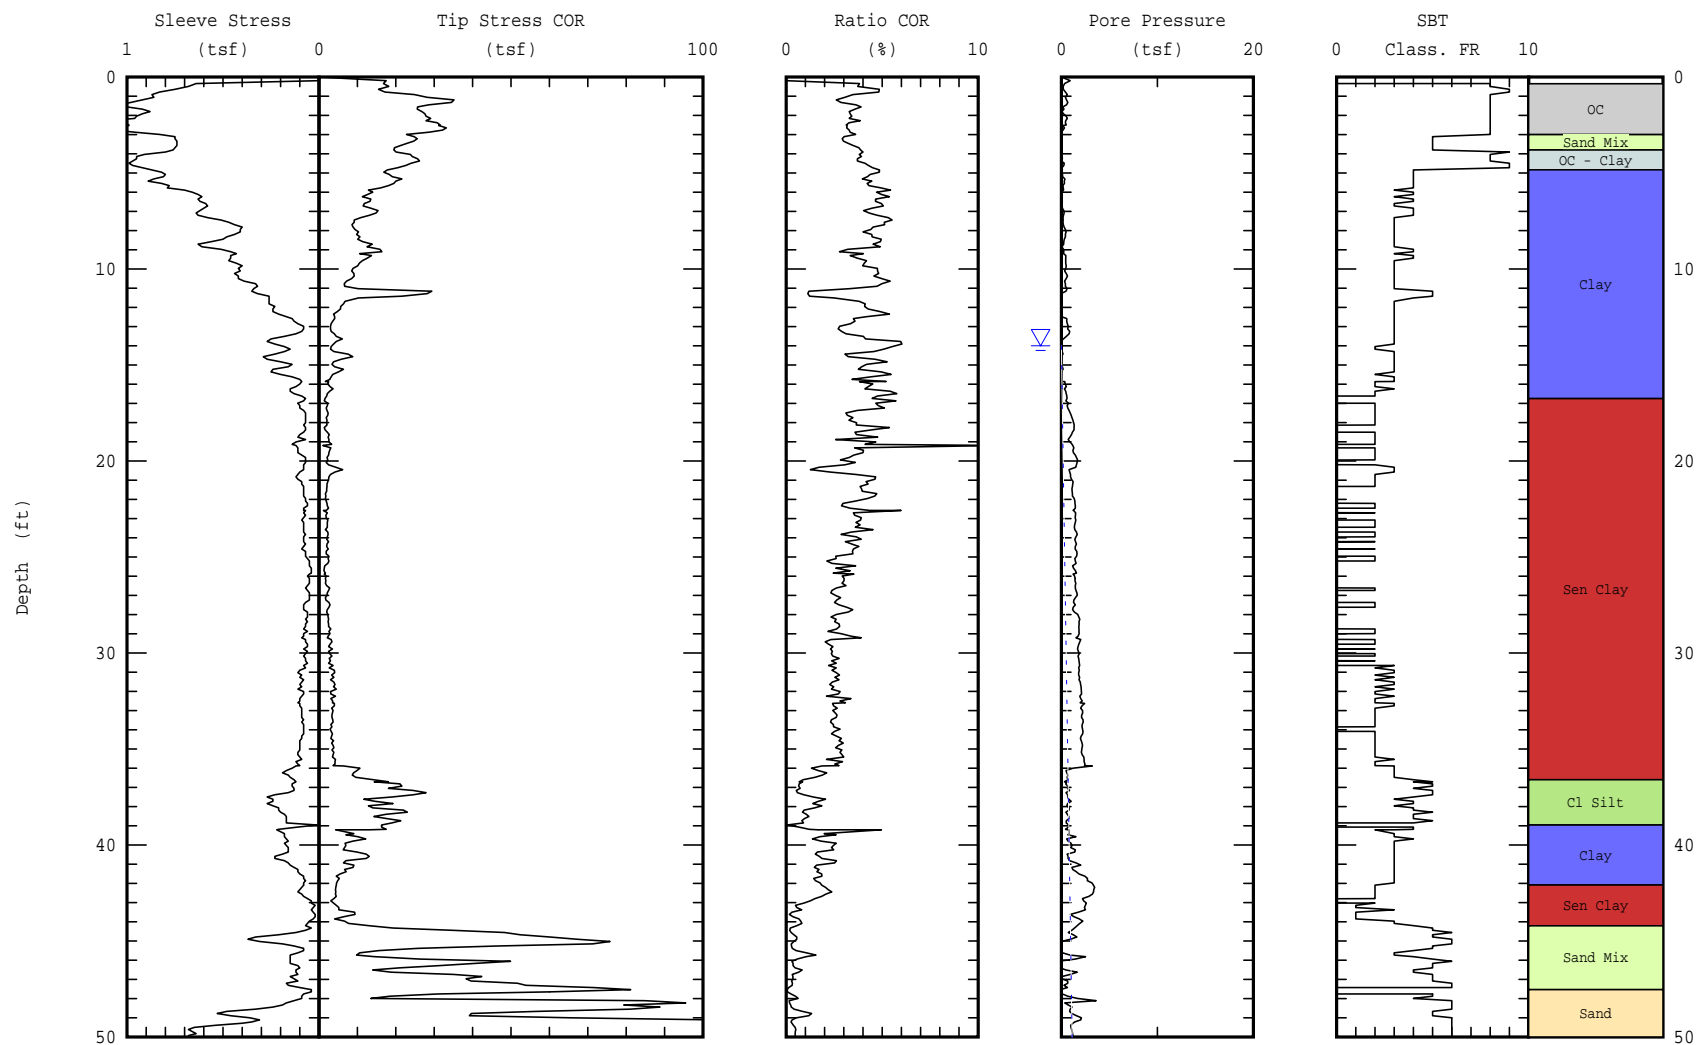 Sleeve Stress Tip Stress COR Ratio COR Pore Pressure SBT
(tsf) (tsf) (%) (tsf) Class. FR
1 0 100 0 10 0 20 0 10
0 0
OC
Sand Mix
OC - Clay
10 Clay 10
20 20
Depth (ft)
Sen Clay
30 30
Cl Silt
40 40
Clay
Sen Clay
Sand Mix
Sand
50 50